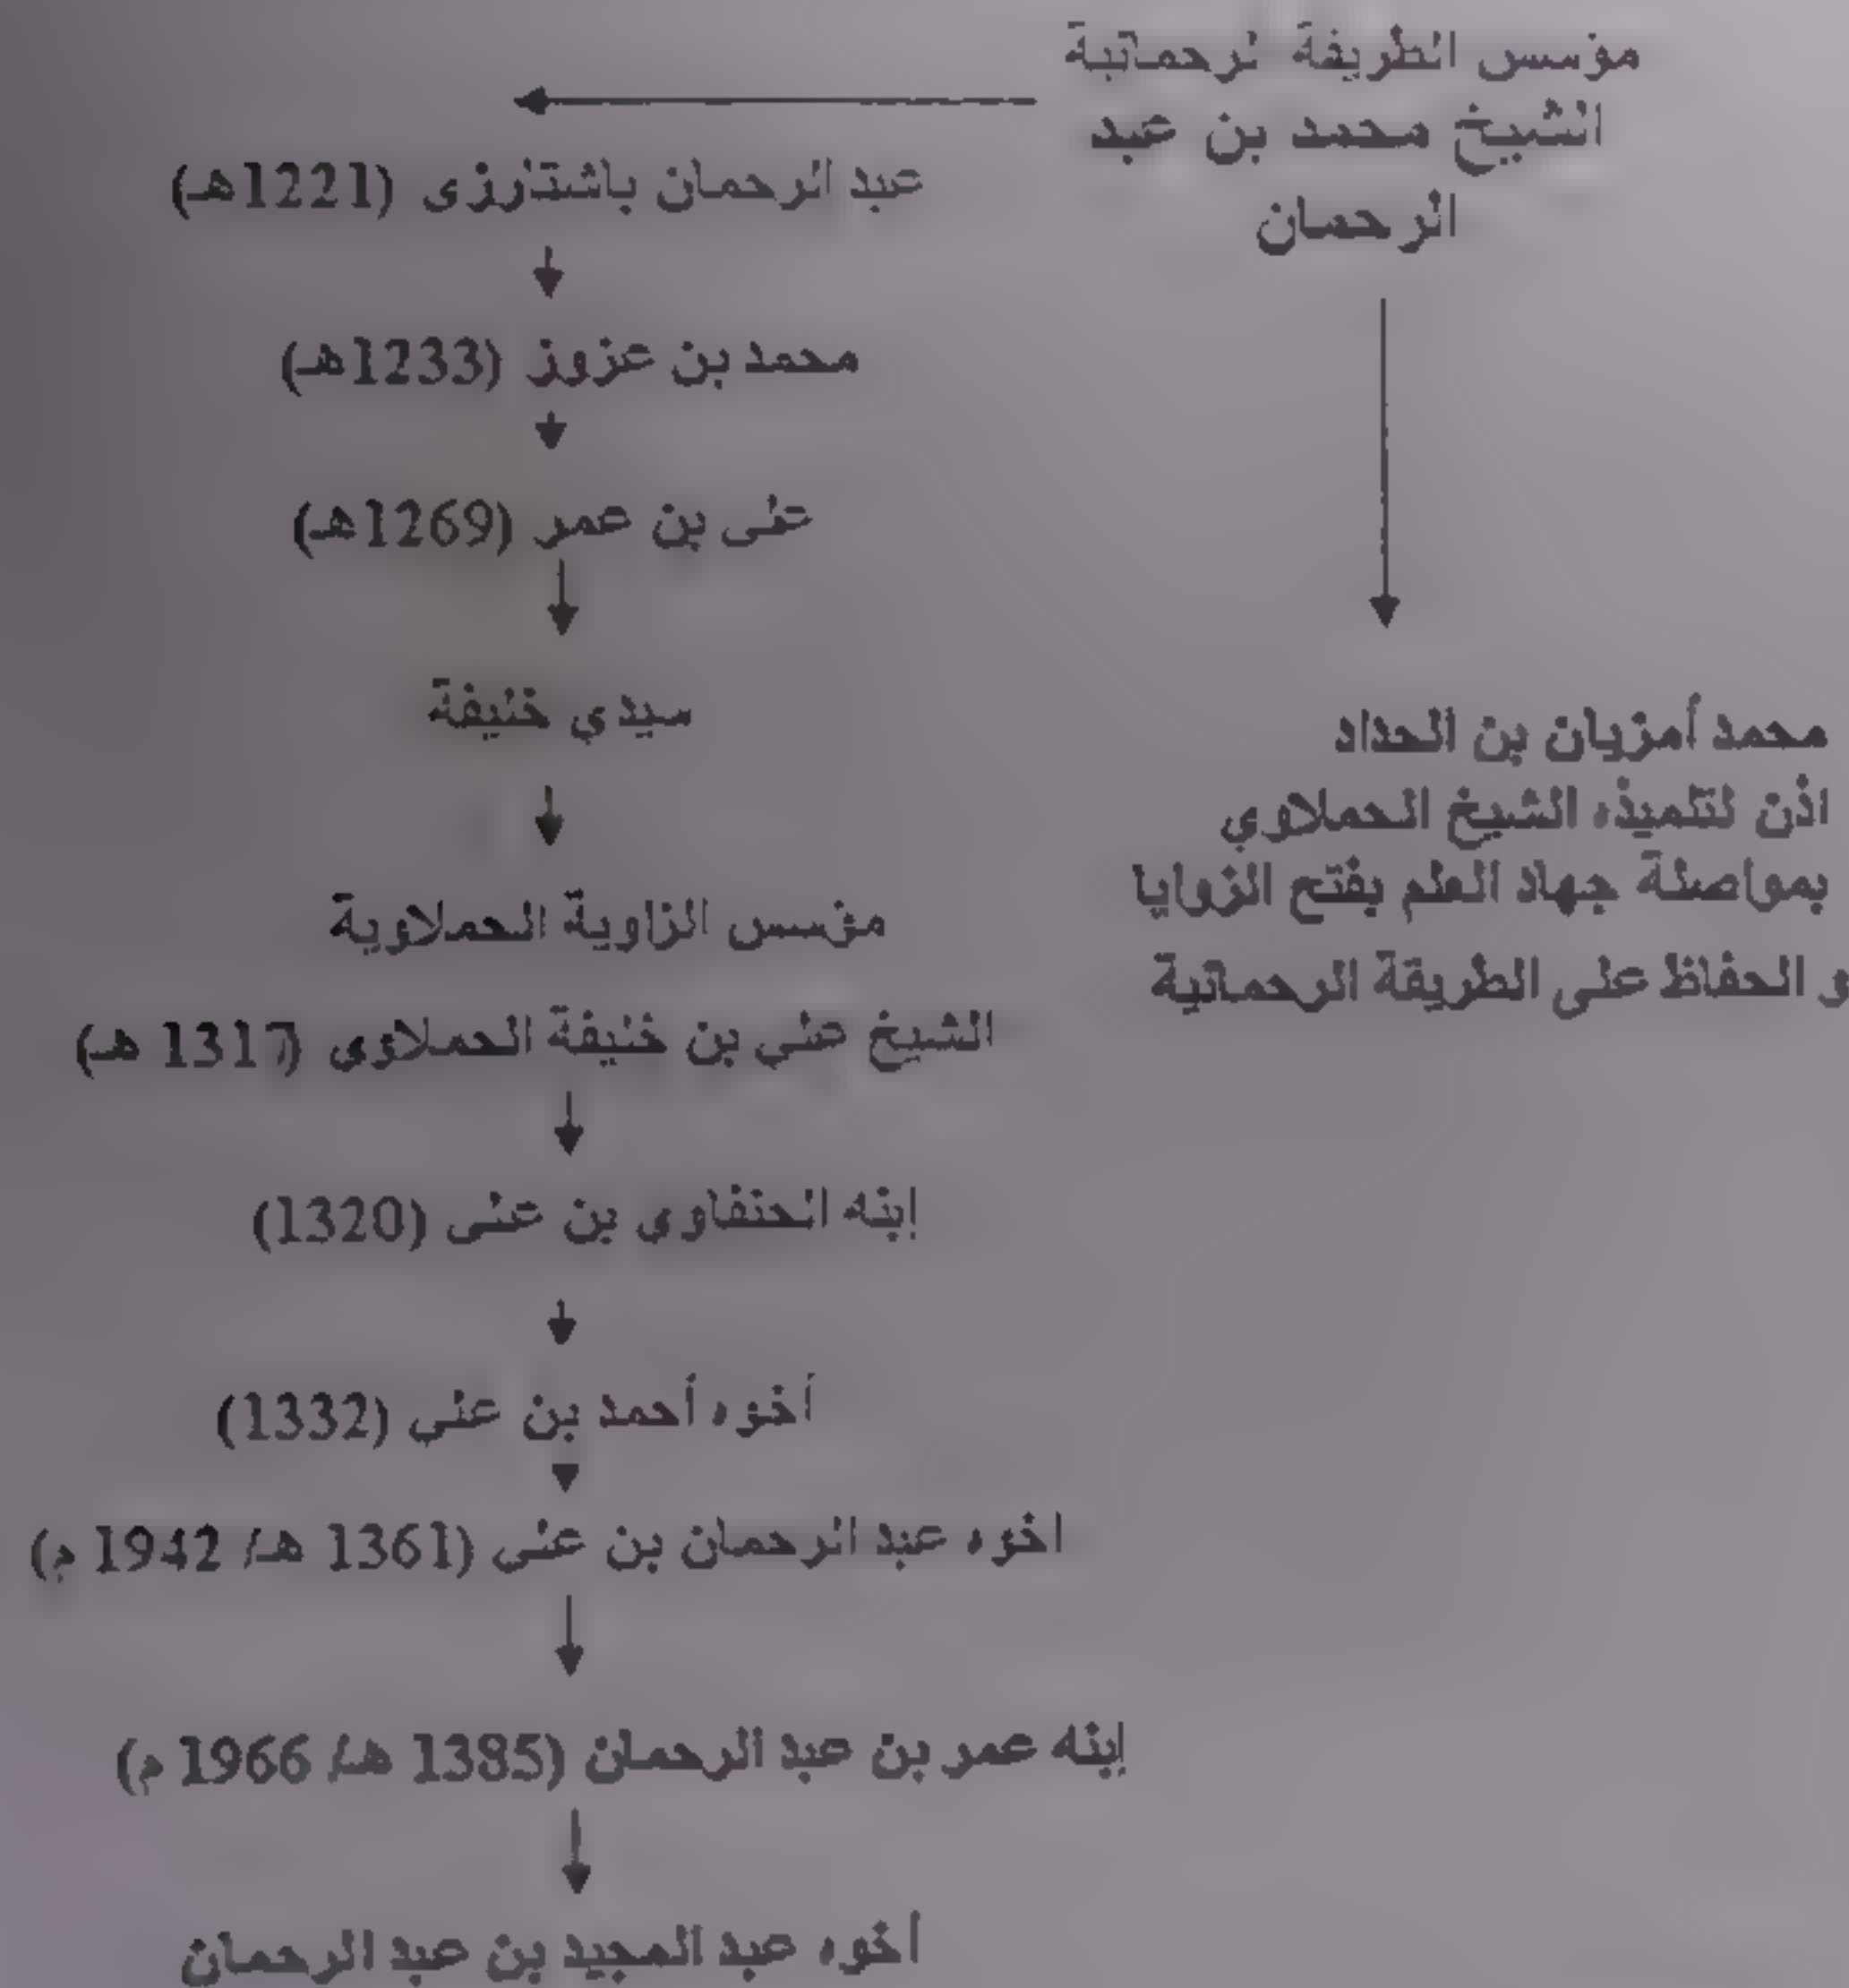 مؤسس الطريقة لرحمانية
الشيخ محمد بن عبد
الرحمان
عبد الرحمان باشتارزى (1221هـ)
محمد بن عزوز (1233هـ)
على بن عمر (1269هـ)
سيدي خليفة
مؤسس الزاوية الحملاوية
الشيخ علي بن خليفة الحملاوى (1317 هـ)
إبنه الحنفاوى بن على (1320)
أخوه أحمد بن علي (1332)
اخوه عبد الرحمان بن على (1361 هـ/ 1942 م)
إبنه عمر بن عبد الرحمان (1385 هـ/ 1966 م)
أخوه عبد المجيد بن عبد الرحمان
محمد أمزيان بن الحداد
اذن لتلميذه الشيخ الحملاوي
بمواصلة جهاد العلم بفتح الزوايا
و الحفاظ على الطريقة الرحمانية